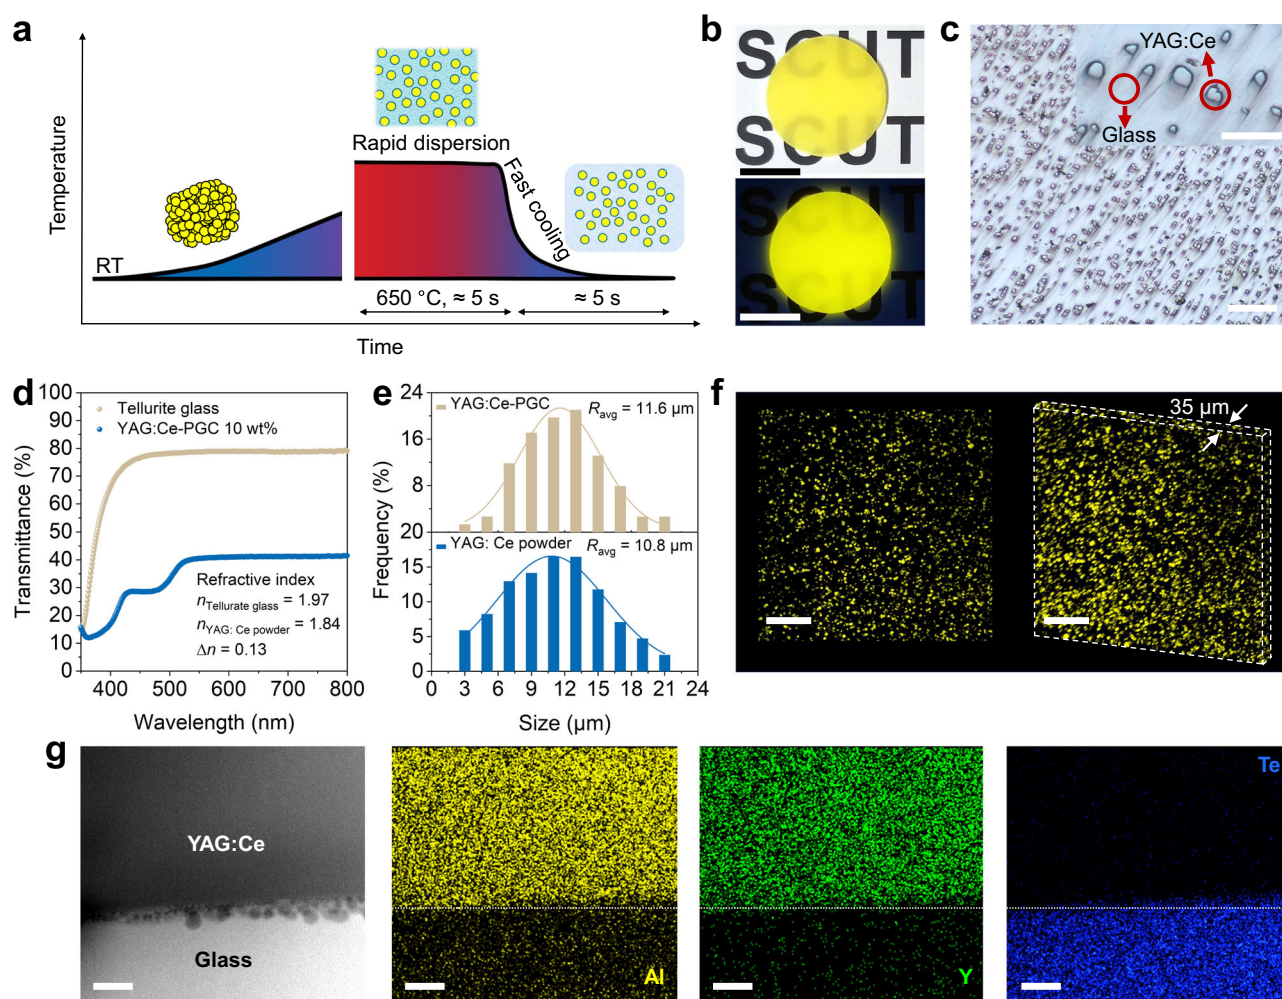 a
Temperature
RT
Rapid dispersion
Fast cooling
650 °C, ≈ 5 s
≈ 5 s
Time
b
SCUT
SCUT
SCUT
SCUT
c
YAG:Ce
Glass
d
Transmittance (%)
100
90
80
70
60
50
40
30
20
10
0
Tellurite glass
YAG:Ce-PGC 10 wt%
Refractive index
nTellurate glass = 1.97
nYAG: Ce powder = 1.84
Δn = 0.13
400 500 600 700 800
Wavelength (nm)
e
Frequency (%)
24
16
8
20
15
10
5
0
YAG:Ce-PGC
Ravg = 11.6 µm
YAG: Ce powder
Ravg = 10.8 µm
0 3 6 9 12 15 18 21 24
Size (µm)
f
35 µm
g
YAG:Ce
Glass
Al
Y
Te